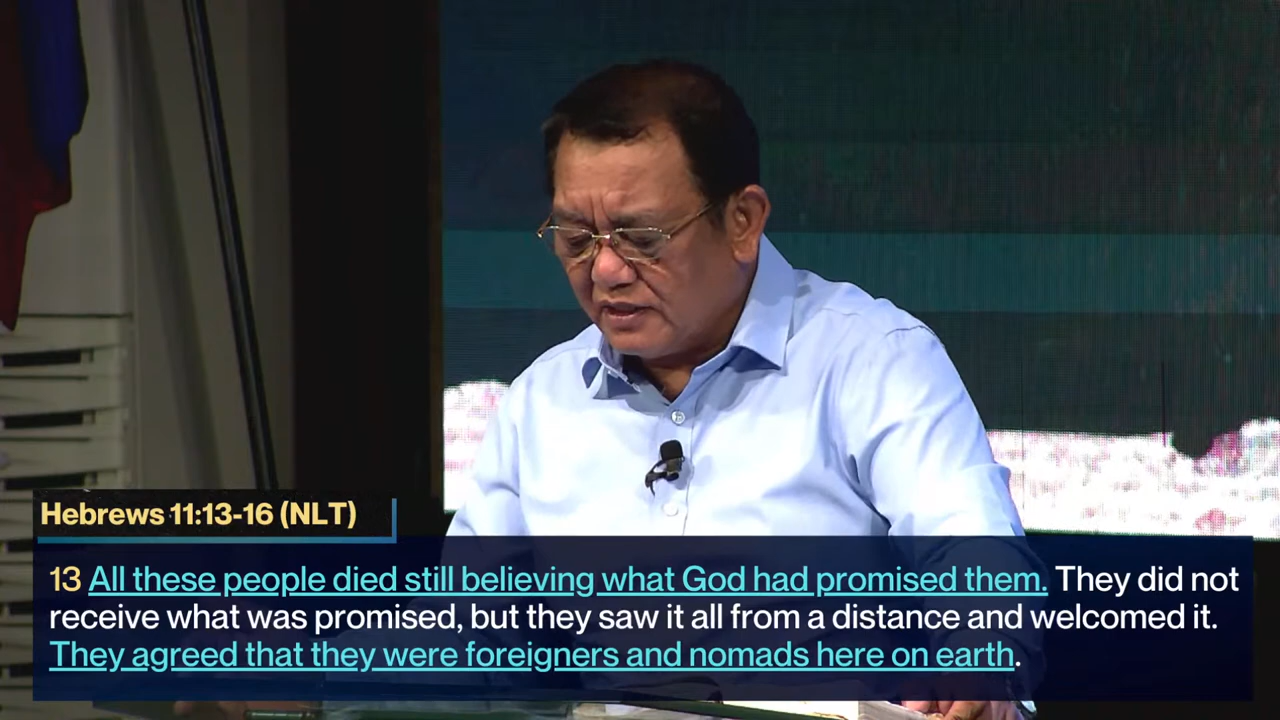 Hebrews 11:13-16 (NLT)
13 All these people died still believing what God had promised them. They did not
receive what was promised, but they saw it all from a distance and welcomed it.
They agreed that they were foreigners and nomads here on earth.